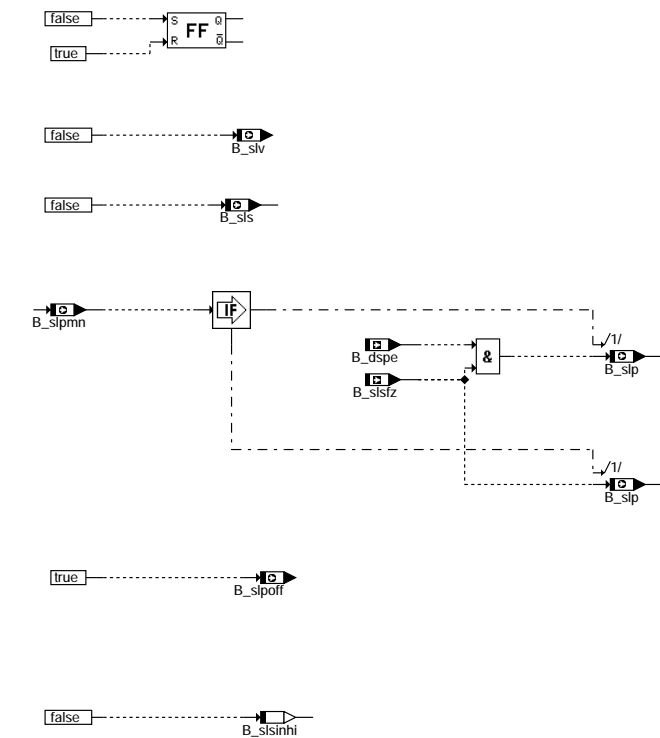 false
S Q
FF
true
R Q̅
false
B_slv
false
B_sls
B_slpmn
IF
/1/
B_dspe
&
B_slp
B_slsfz
/1/
B_slp
true
B_slpoff
false
B_slsinhi